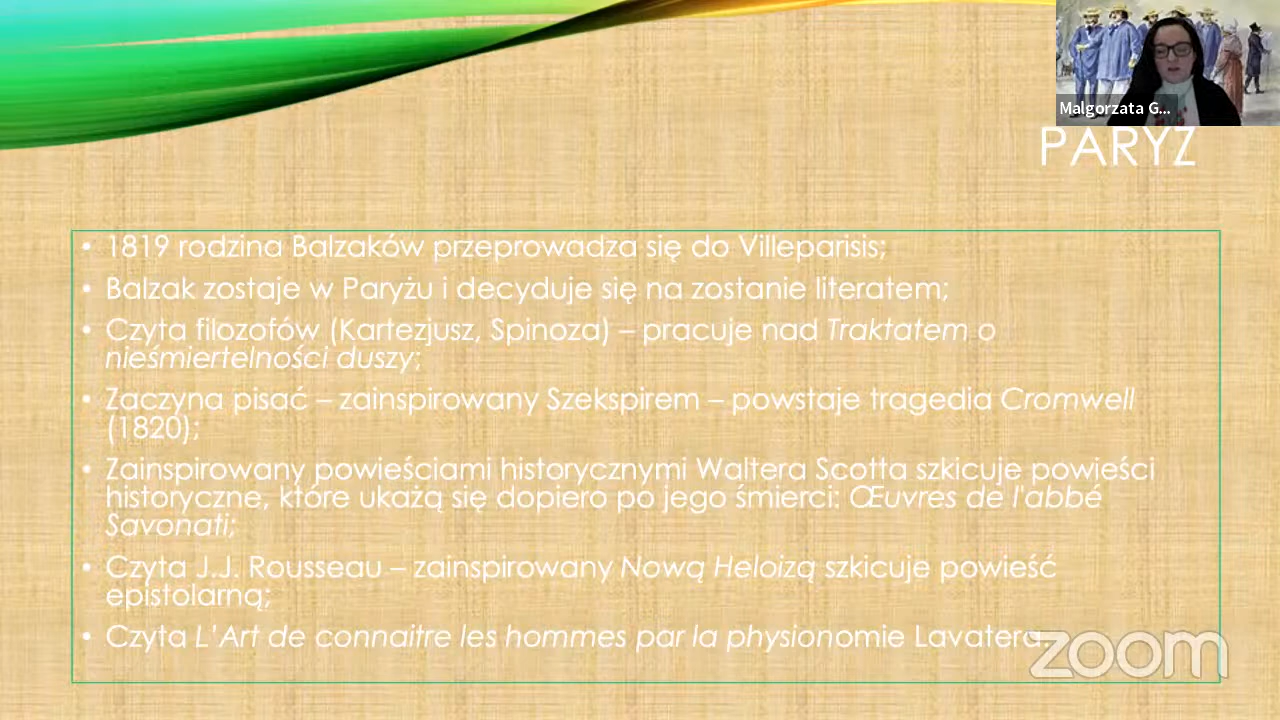 Malgorzata G...
PARYŻ
• 1819 rodzina Balzaków przeprowadza się do Villeparisis;
• Balzak zostaje w Paryżu i decyduje się na zostanie literatem;
• Czyta filozofów (Kartezjusz, Spinoza) – pracuje nad Traktatem o
nieśmiertelności duszy;
• Zaczyna pisać – zainspirowany Szekspirem – powstaje tragedia Cromwell
(1820);
• Zainspirowany powieściami historycznymi Waltera Scotta szkicuje powieści
historyczne, które ukażą się dopiero po jego śmierci: Œuvres de l'abbé
Savonati;
• Czyta J.J. Rousseau – zainspirowany Nową Heloizą szkicuje powieść
epistolarną;
• Czyta L'Art de connaitre les hommes par la physionomie Lavatera.
zoom